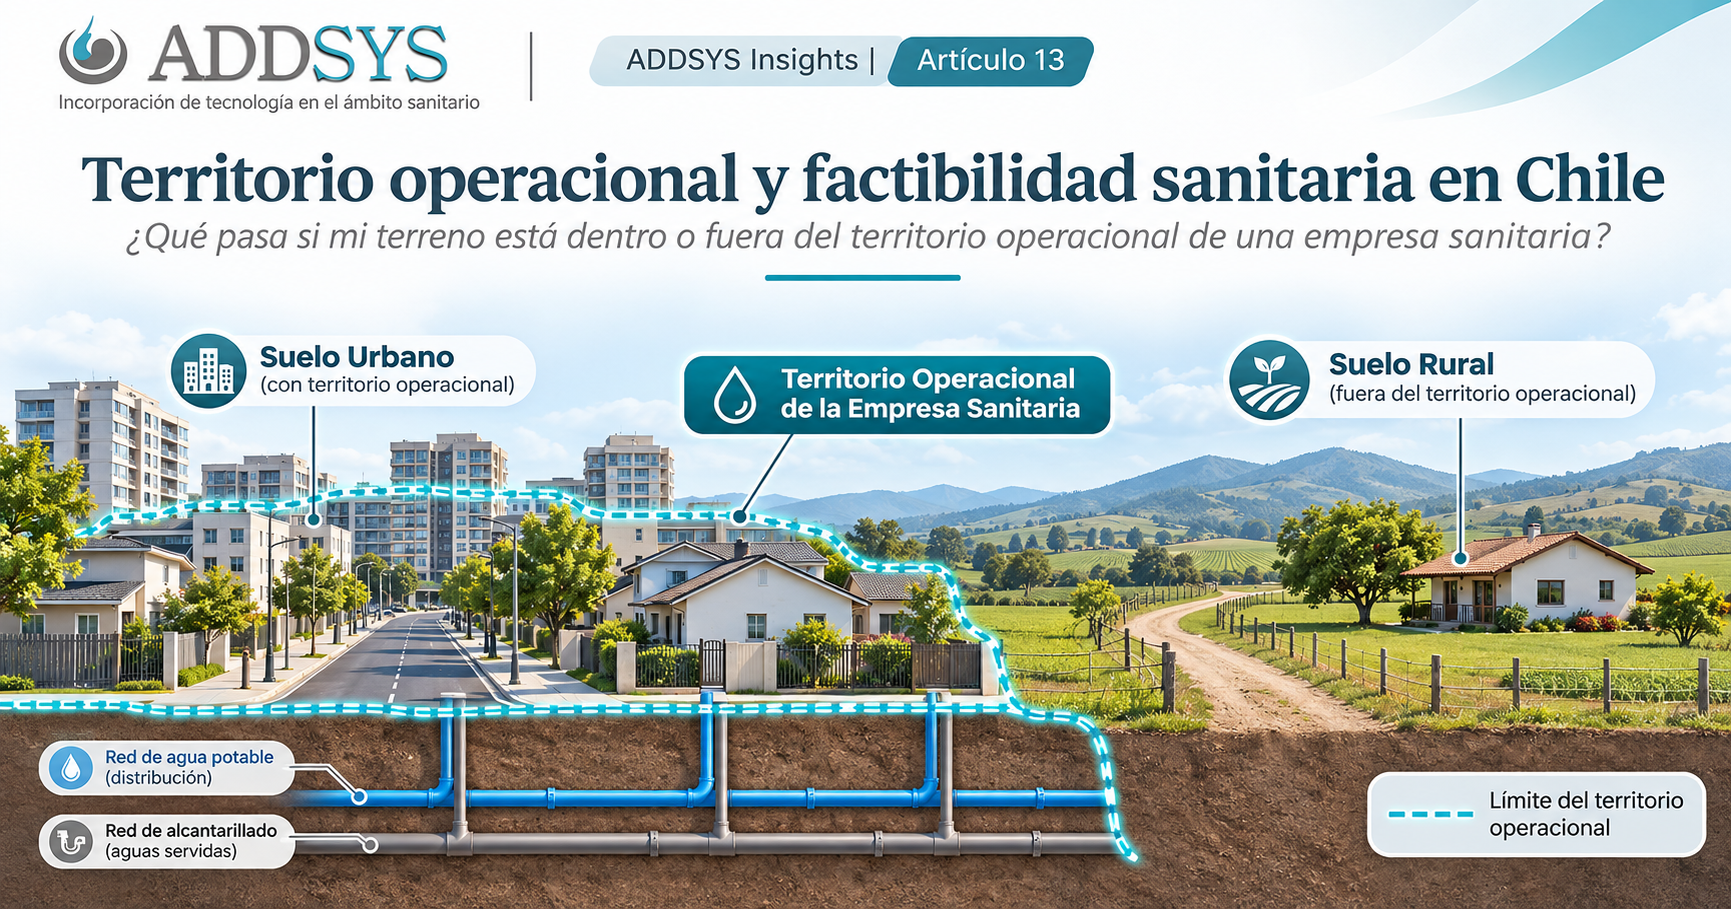 ADDSYS
Incorporación de tecnología en el ámbito sanitario
ADDSYS Insights | Artículo 13
Territorio operacional y factibilidad sanitaria en Chile
¿Qué pasa si mi terreno está dentro o fuera del territorio operacional de una empresa sanitaria?
Suelo Urbano
(con territorio operacional)
Territorio Operacional
de la Empresa Sanitaria
Suelo Rural
(fuera del territorio operacional)
Red de agua potable
(distribución)
Red de alcantarillado
(aguas servidas)
Límite del territorio
operacional